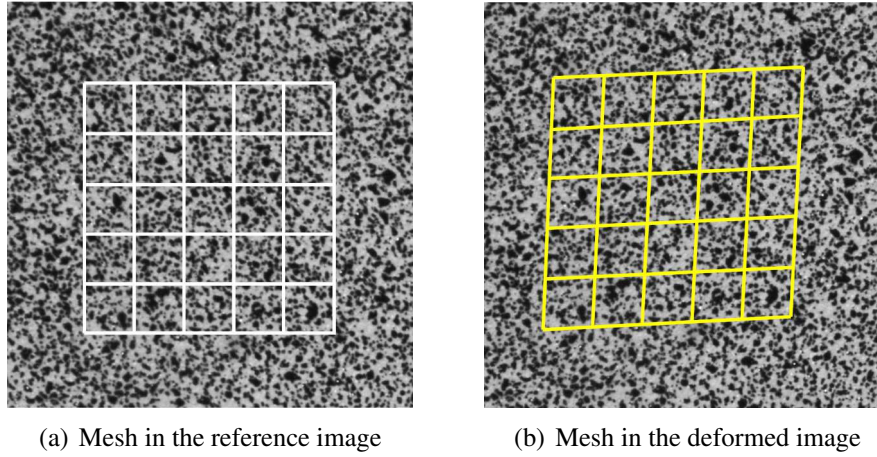 (a) Mesh in the reference image
(b) Mesh in the deformed image